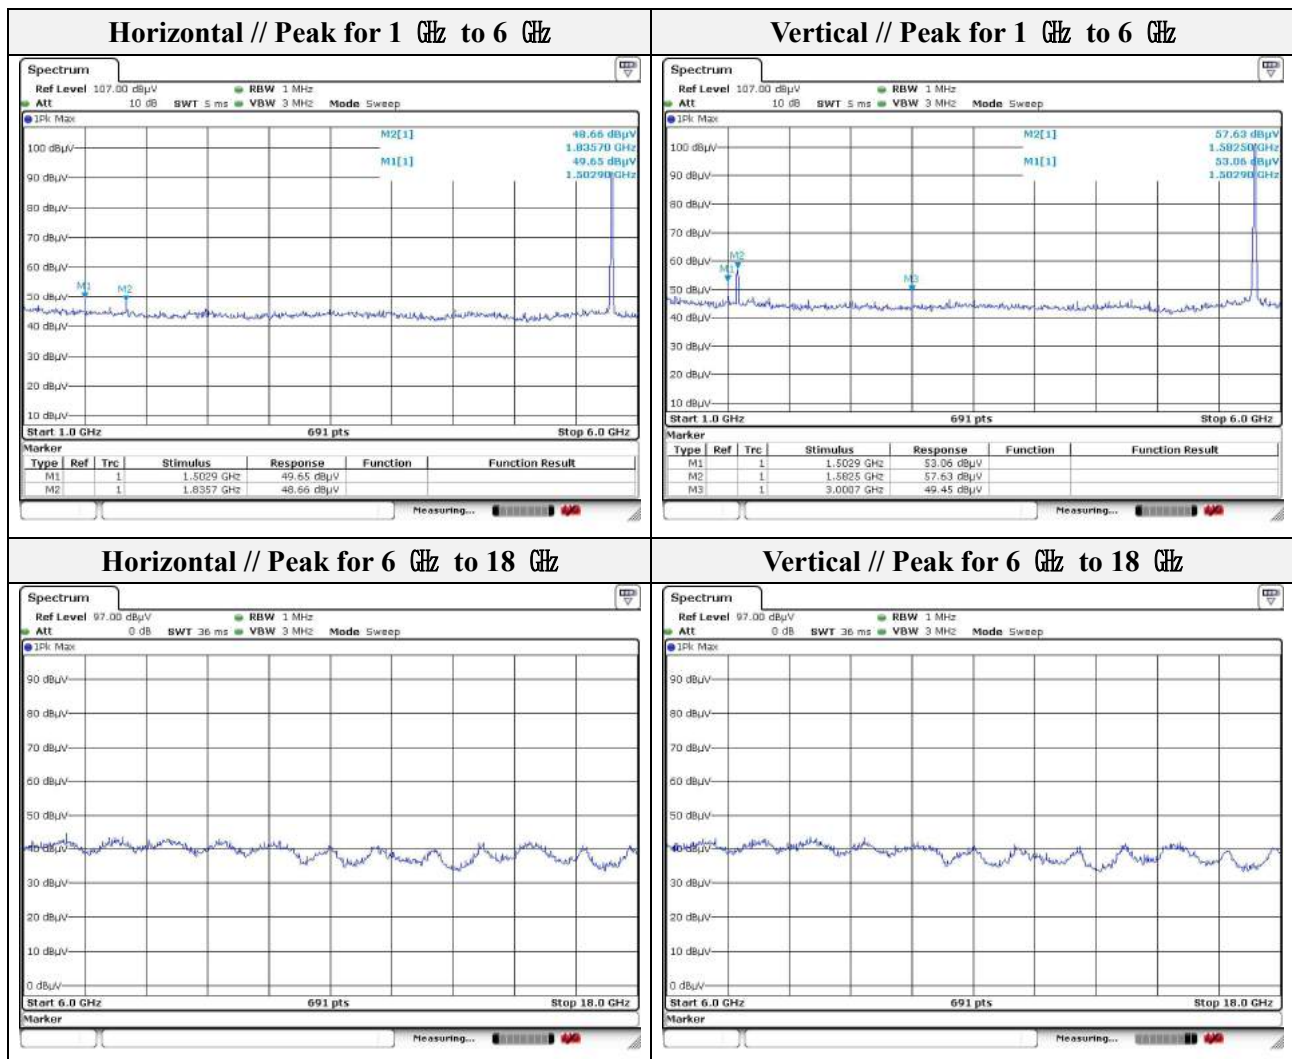 Horizontal // Peak for 1 ㎓ to 6 ㎓
Spectrum
Ref Level 107.00 dBµV RBW 1 MHz
Att 10 dB SWT 5 ms VBW 3 MHz Mode Sweep
1Pk Max
M2[1] 48.66 dBµV
1.83570 GHz
M1[1] 49.65 dBµV
1.50290 GHz
100 dBµV
90 dBµV
80 dBµV
70 dBµV
60 dBµV
M1 M2
50 dBµV
40 dBµV
30 dBµV
20 dBµV
10 dBµV
Start 1.0 GHz 691 pts Stop 6.0 GHz
Marker
Type Ref Trc Stimulus Response Function Function Result
M1 1 1.5029 GHz 49.65 dBµV
M2 1 1.8357 GHz 48.66 dBµV
Measuring...
Vertical // Peak for 1 ㎓ to 6 ㎓
Spectrum
Ref Level 107.00 dBµV RBW 1 MHz
Att 10 dB SWT 5 ms VBW 3 MHz Mode Sweep
1Pk Max
M2[1] 57.63 dBµV
1.58250 GHz
M1[1] 53.06 dBµV
1.50290 GHz
100 dBµV
90 dBµV
80 dBµV
70 dBµV
60 dBµV
M2
M1
M3
50 dBµV
40 dBµV
30 dBµV
20 dBµV
10 dBµV
Start 1.0 GHz 691 pts Stop 6.0 GHz
Marker
Type Ref Trc Stimulus Response Function Function Result
M1 1 1.5029 GHz 53.06 dBµV
M2 1 1.5825 GHz 57.63 dBµV
M3 1 3.0007 GHz 49.45 dBµV
Measuring...
Horizontal // Peak for 6 ㎓ to 18 ㎓
Spectrum
Ref Level 97.00 dBµV RBW 1 MHz
Att 0 dB SWT 36 ms VBW 3 MHz Mode Sweep
1Pk Max
90 dBµV
80 dBµV
70 dBµV
60 dBµV
50 dBµV
40 dBµV
30 dBµV
20 dBµV
10 dBµV
0 dBµV
Start 6.0 GHz 691 pts Stop 18.0 GHz
Marker
Measuring...
Vertical // Peak for 6 ㎓ to 18 ㎓
Spectrum
Ref Level 97.00 dBµV RBW 1 MHz
Att 0 dB SWT 36 ms VBW 3 MHz Mode Sweep
1Pk Max
90 dBµV
80 dBµV
70 dBµV
60 dBµV
50 dBµV
40 dBµV
30 dBµV
20 dBµV
10 dBµV
0 dBµV
Start 6.0 GHz 691 pts Stop 18.0 GHz
Marker
Measuring...